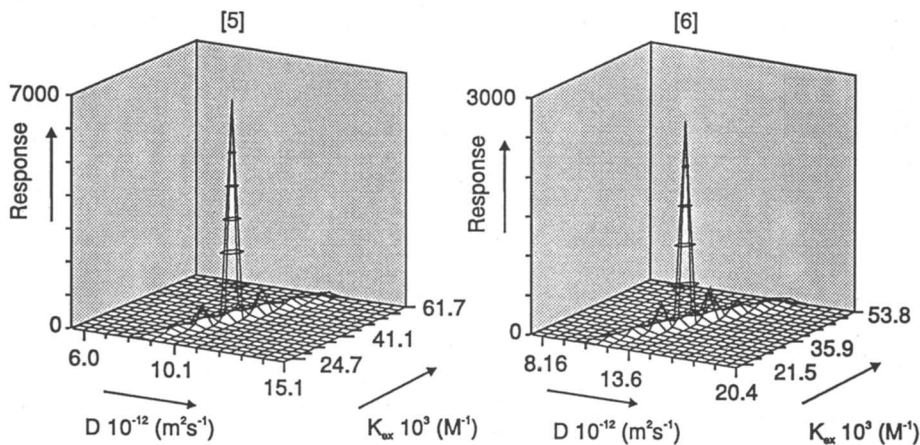 [5] [6]
7000 3000
Response Response
0 0
61.7 53.8
41.1 35.9
24.7 21.5
6.0 10.1 15.1 8.16 13.6 20.4
D 10⁻¹² (m²s⁻¹) Kₑₓ 10³ (M⁻¹) D 10⁻¹² (m²s⁻¹) Kₑₓ 10³ (M⁻¹)